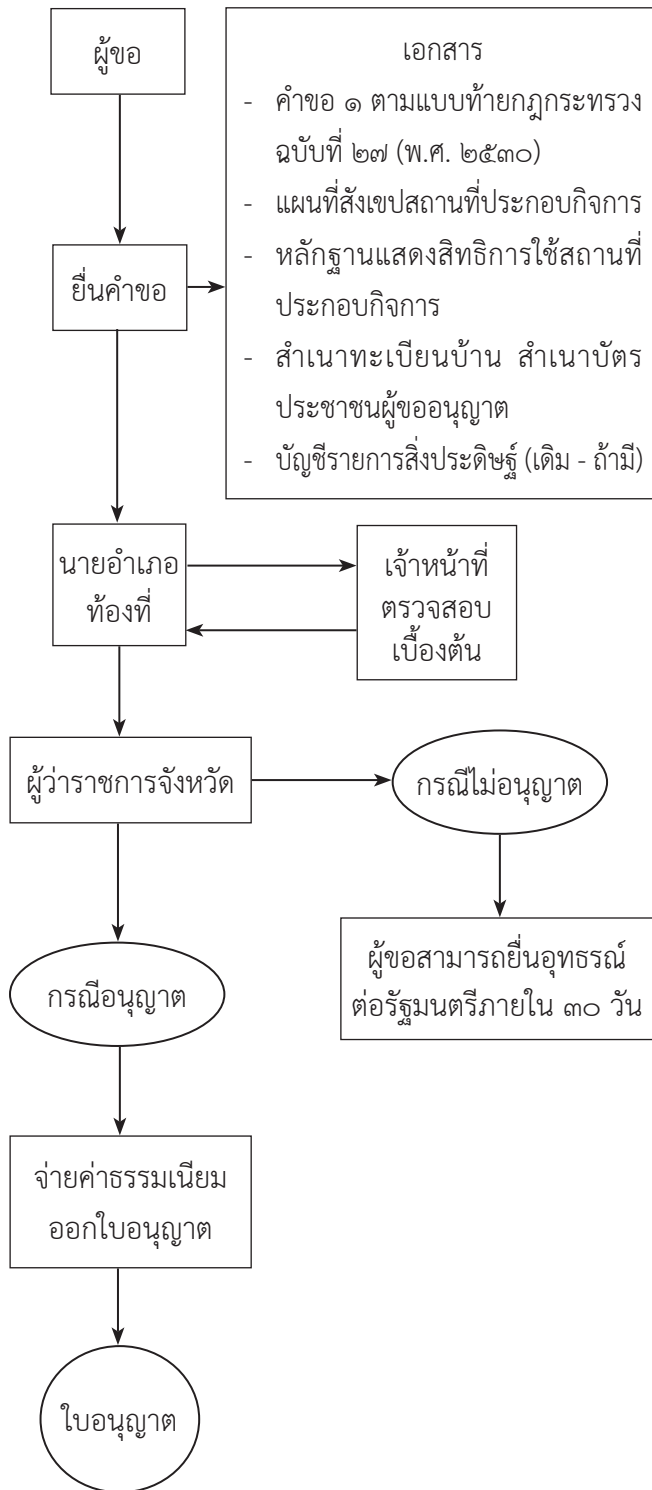 ผู้ขอ
เอกสาร
- คำขอ ๑ ตามแบบท้ายกฎกระทรวง
ฉบับที่ ๒๗ (พ.ศ. ๒๕๓๐)
- แผนที่สังเขปสถานที่ประกอบกิจการ
- หลักฐานแสดงสิทธิการใช้สถานที่
ประกอบกิจการ
- สำเนาทะเบียนบ้าน สำเนาบัตร
ประชาชนผู้ขออนุญาต
- บัญชีรายการสิ่งประดิษฐ์ (เดิม - ถ้ามี)
ยื่นคำขอ
นายอำเภอ
ท้องที่
เจ้าหน้าที่
ตรวจสอบ
เบื้องต้น
ผู้ว่าราชการจังหวัด
กรณีไม่อนุญาต
ผู้ขอสามารถยื่นอุทธรณ์
ต่อรัฐมนตรีภายใน ๓๐ วัน
กรณีอนุญาต
จ่ายค่าธรรมเนียม
ออกใบอนุญาต
ใบอนุญาต